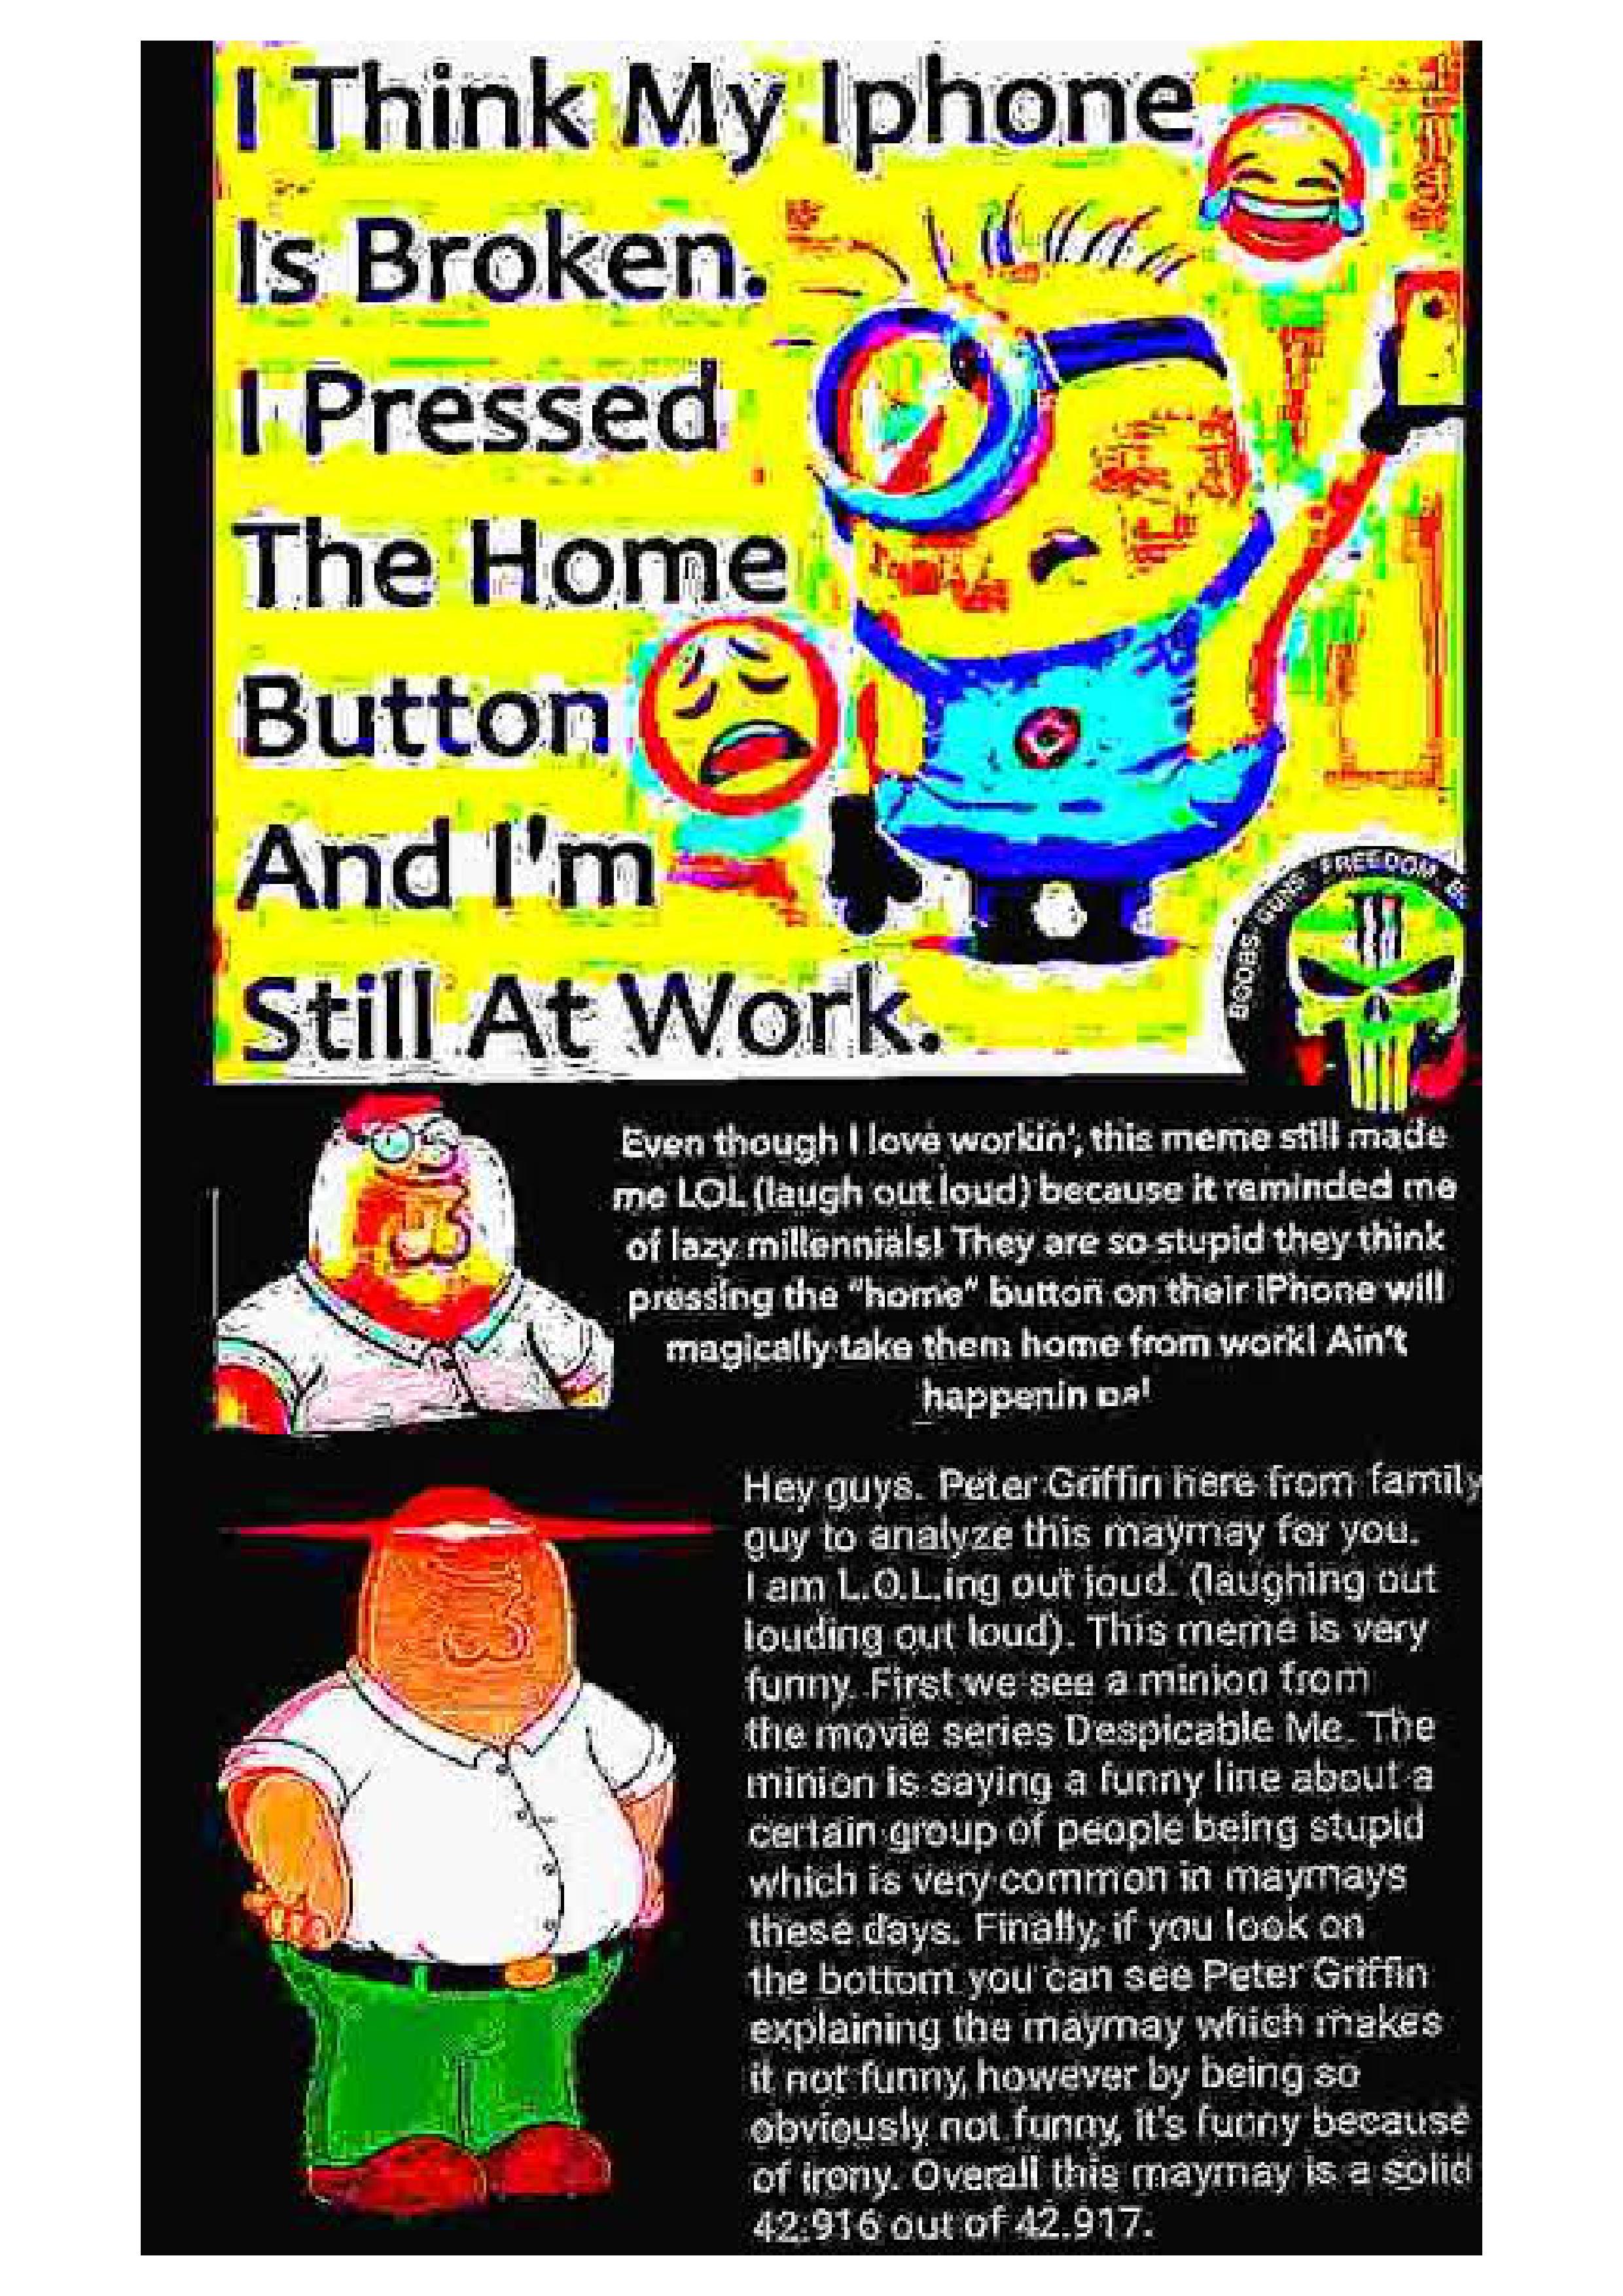 I Think My Iphone
Is Broken.
I Pressed
The Home
Button
And I'm
Still At Work.
BOOBS GUNS FREEDOM
Even though I love workin', this meme still made
me LOL (laugh out loud) because it reminded me
of lazy millennials! They are so stupid they think
pressing the "home" button on their iPhone will
magically take them home from work! Ain't
happenin pal
Hey guys. Peter Griffin here from family
guy to analyze this maymay for you.
I am L.O.L.ing out loud. (laughing out
louding out loud). This meme is very
funny. First we see a minion from
the movie series Despicable Me. The
minion is saying a funny line about a
certain group of people being stupid
which is very common in maymays
these days. Finally, if you look on
the bottom you can see Peter Griffin
explaining the maymay which makes
it not funny, however by being so
obviously not funny, it's funny because
of irony. Overall this maymay is a solid
42.916 out of 42.917.